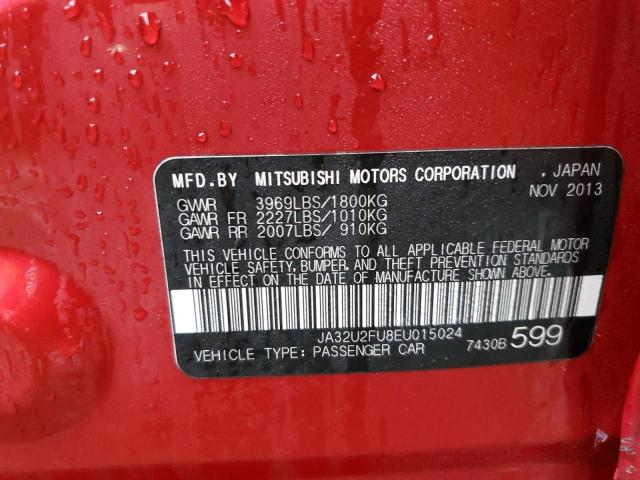 MFD.BY MITSUBISHI MOTORS CORPORATION . JAPAN
NOV 2013
GVWR 3969LBS/1800KG
GAWR FR 2227LBS/1010KG
GAWR RR 2007LBS/ 910KG
THIS VEHICLE CONFORMS TO ALL APPLICABLE FEDERAL MOTOR
VEHICLE SAFETY, BUMPER, AND THEFT PREVENTION STANDARDS
IN EFFECT ON THE DATE OF MANUFACTURE SHOWN ABOVE.
JA32U2FU8EU015024
VEHICLE TYPE: PASSENGER CAR 7430B 599